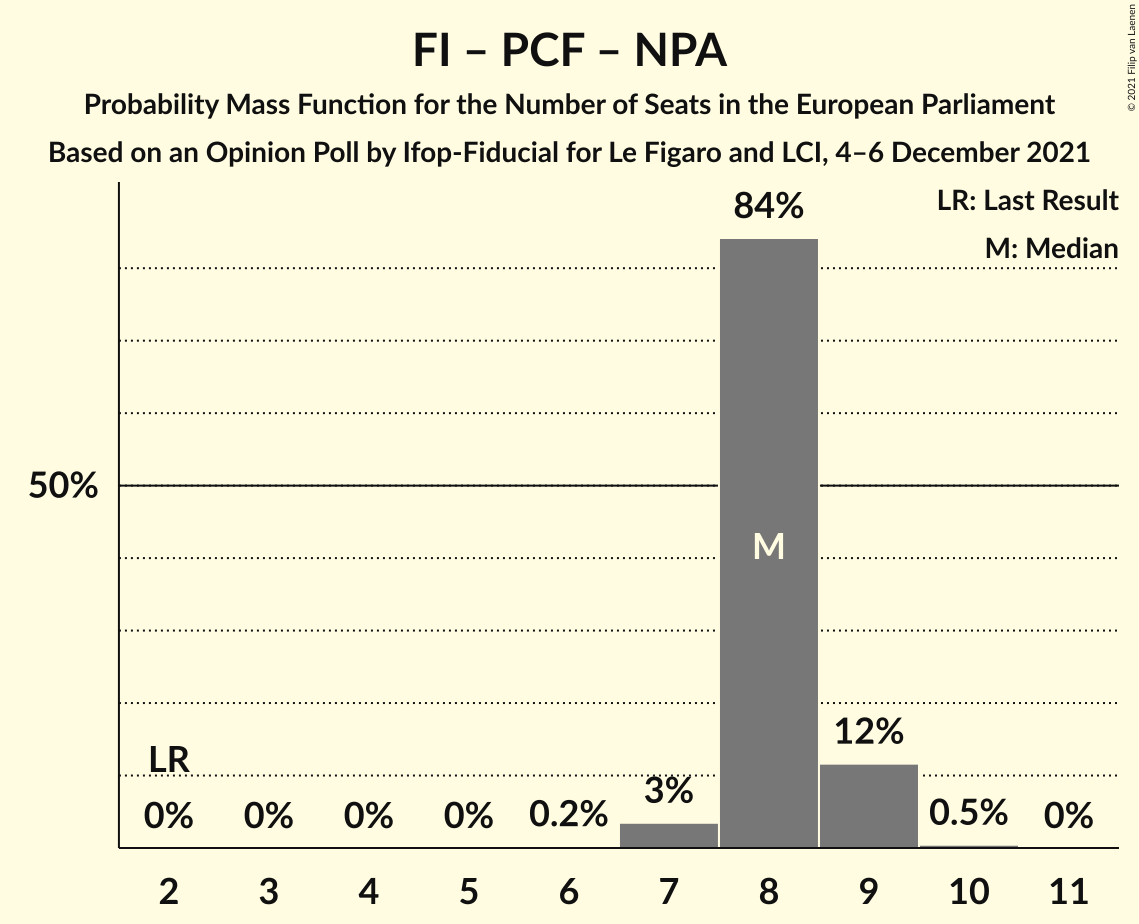 FI – PCF – NPA
Probability Mass Function for the Number of Seats in the European Parliament
Based on an Opinion Poll by Ifop-Fiducial for Le Figaro and LCI, 4–6 December 2021
© 2021 Filip van Laenen
LR: Last Result
M: Median
84%
50%
M
LR
12%
3%
0% 0% 0% 0% 0.2% 0.5% 0%
2 3 4 5 6 7 8 9 10 11